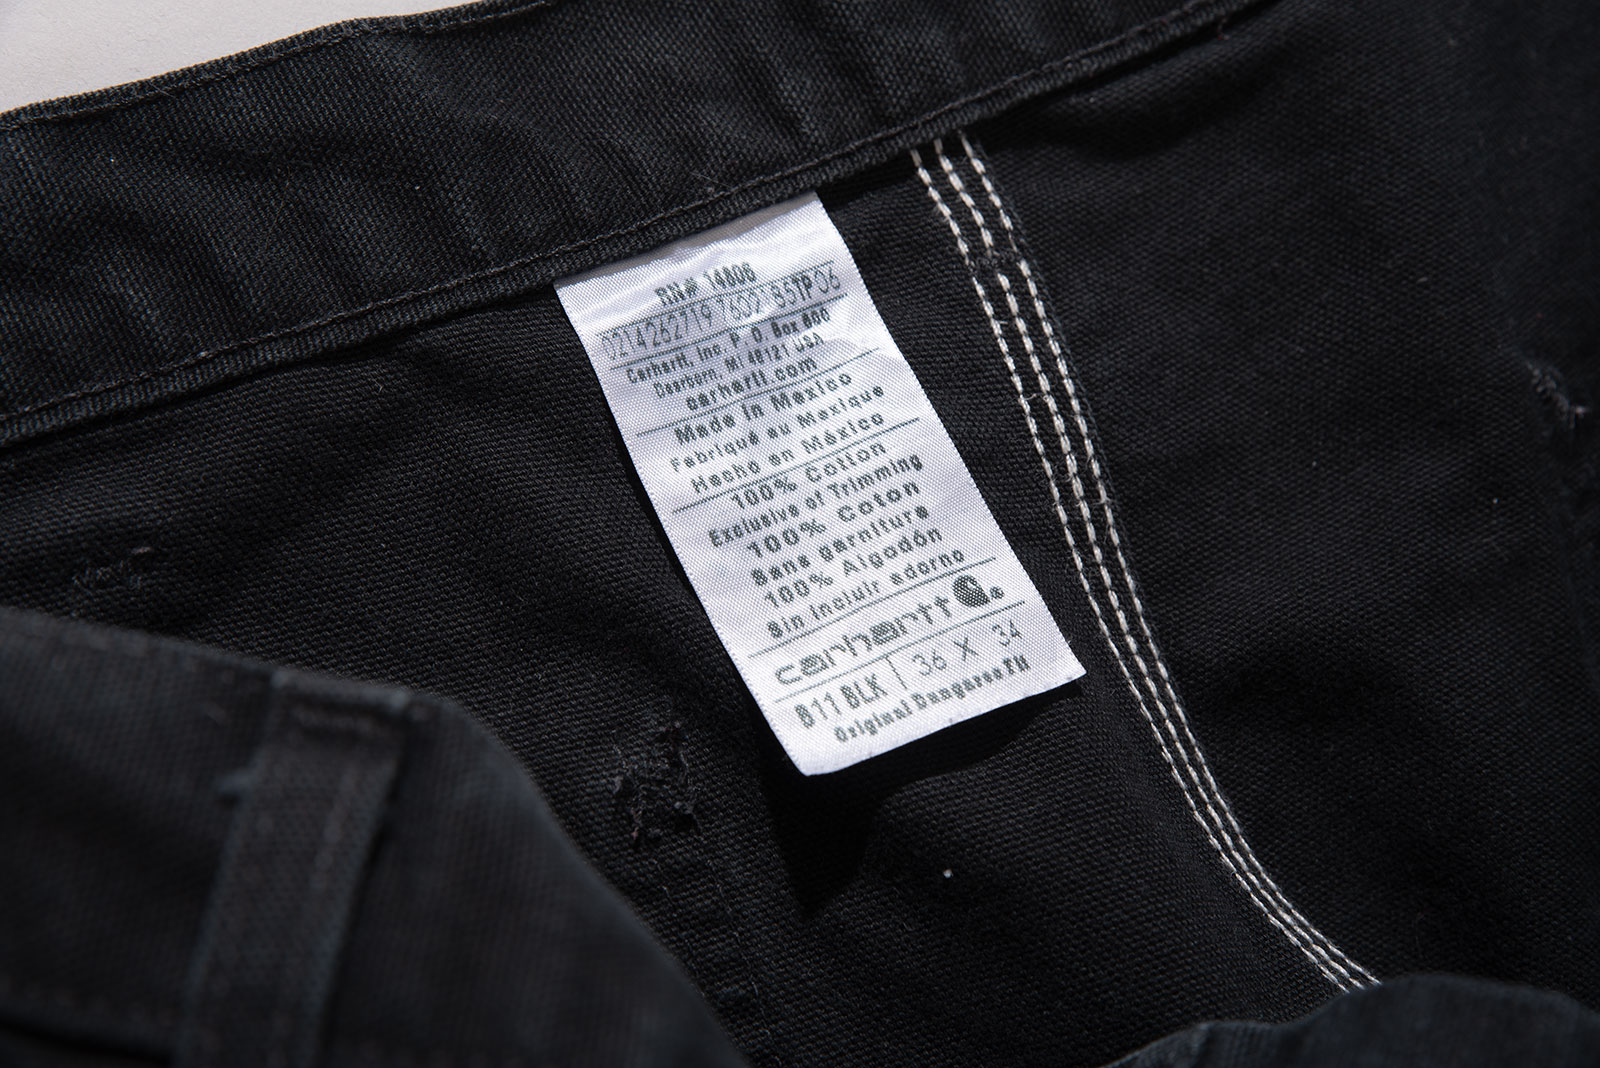 RN# 14806
0214262719 7602 85TP06
Carhartt, Inc. P. O. Box 600
Dearborn, MI 48121 USA
carhartt.com
Made in Mexico
Fabriqué au Mexique
Hecho en México
100% Cotton
Exclusive of Trimming
100% Coton
Sans garniture
100% Algodón
Sin incluir adorno
carhartt
B11 BLK | 36 X 34
Original Dungaree Fit